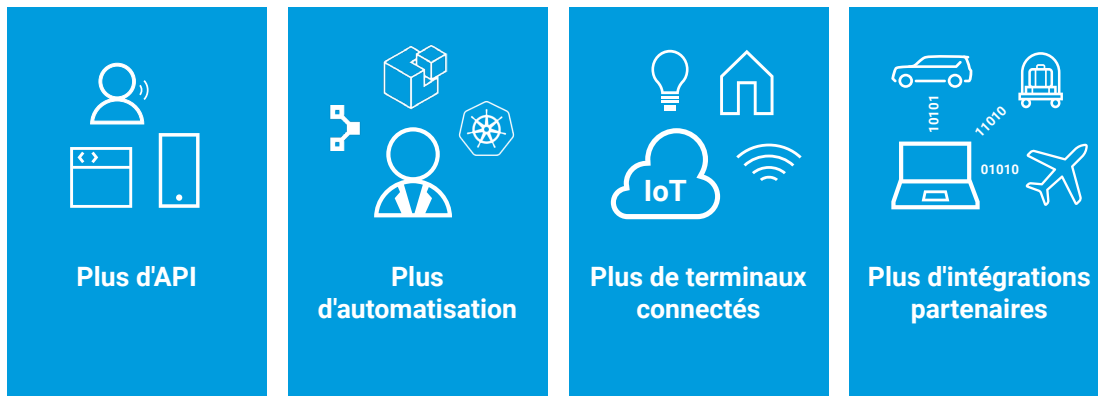 Plus d'API
Plus
d'automatisation
IoT
Plus de terminaux
connectés
10101
11010
01010
Plus d'intégrations
partenaires